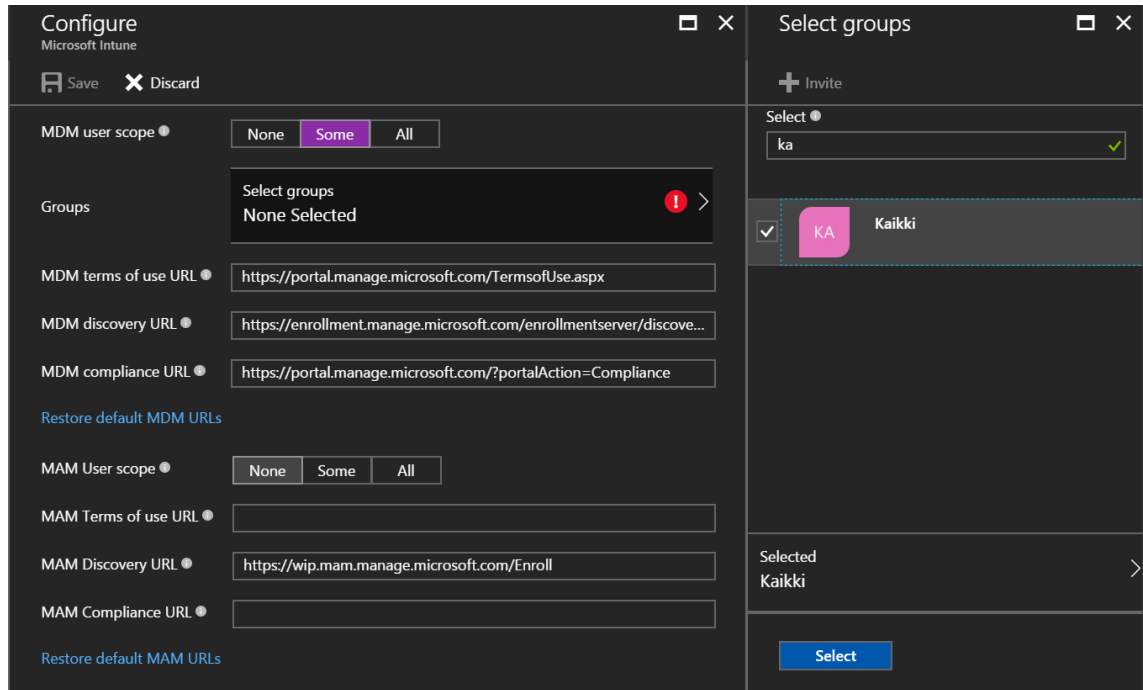 Configure
Microsoft Intune
Save
Discard
MDM user scope
None
Some
All
Groups
Select groups
None Selected
MDM terms of use URL
https://portal.manage.microsoft.com/TermsofUse.aspx
MDM discovery URL
https://enrollment.manage.microsoft.com/enrollmentserver/discove...
MDM compliance URL
https://portal.manage.microsoft.com/?portalAction=Compliance
Restore default MDM URLs
MAM User scope
None
Some
All
MAM Terms of use URL
MAM Discovery URL
https://wip.mam.manage.microsoft.com/Enroll
MAM Compliance URL
Restore default MAM URLs
Select groups
Invite
Select
ka
KA
Kaikki
Selected
Kaikki
Select